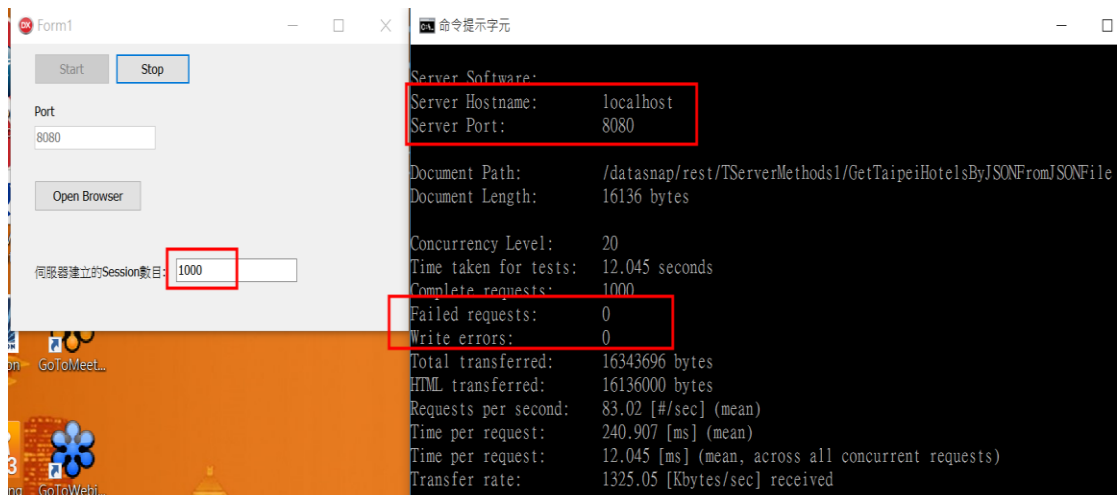 Form1
Start
Stop
Port
8080
Open Browser
伺服器建立的Session數目: 1000
GoToMeet...
GoToWebi...
命令提示字元
Server Software:
Server Hostname: localhost
Server Port: 8080
Document Path: /datasnap/rest/TServerMethods1/GetTaipeiHotelsByJSONFromJSONFile
Document Length: 16136 bytes
Concurrency Level: 20
Time taken for tests: 12.045 seconds
Complete requests: 1000
Failed requests: 0
Write errors: 0
Total transferred: 16343696 bytes
HTML transferred: 16136000 bytes
Requests per second: 83.02 [#/sec] (mean)
Time per request: 240.907 [ms] (mean)
Time per request: 12.045 [ms] (mean, across all concurrent requests)
Transfer rate: 1325.05 [Kbytes/sec] received